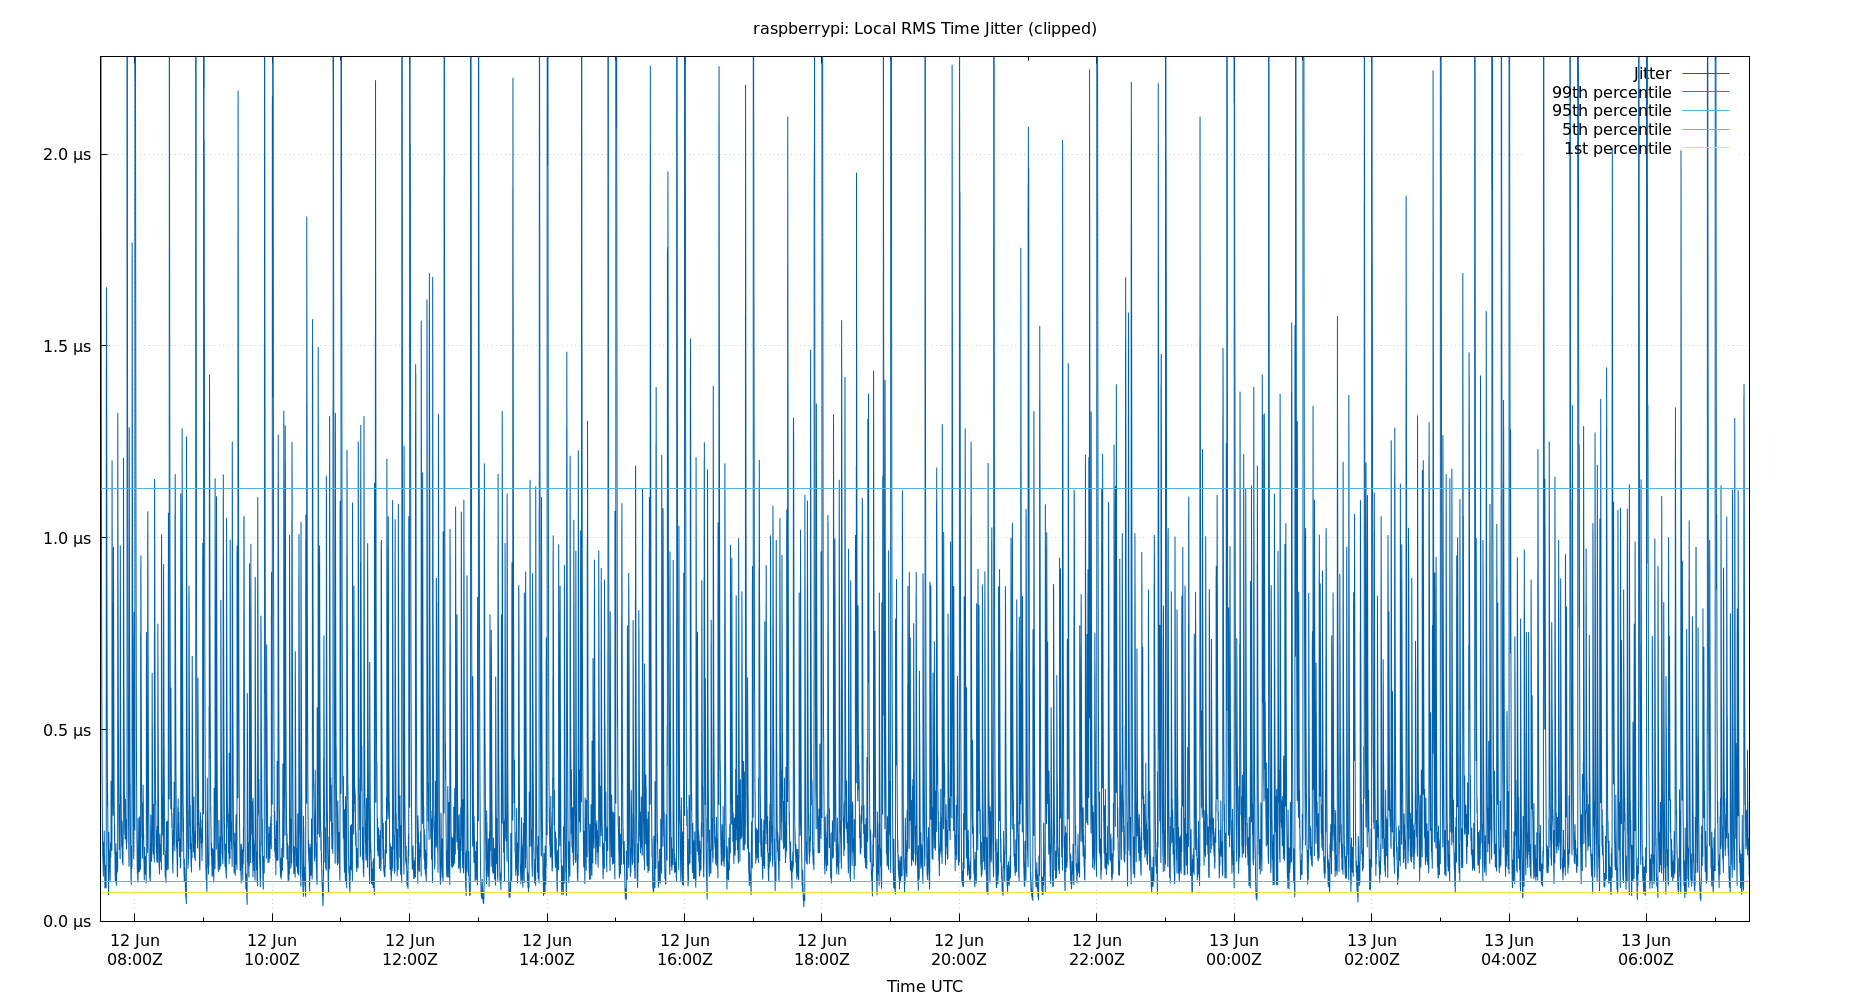 raspberrypi: Local RMS Time Jitter (clipped)
Jitter
99th percentile
95th percentile
5th percentile
1st percentile
2.0 µs
1.5 µs
1.0 µs
0.5 µs
0.0 µs
12 Jun 12 Jun 12 Jun 12 Jun 12 Jun 12 Jun 12 Jun 12 Jun 13 Jun 13 Jun 13 Jun 13 Jun
08:00Z 10:00Z 12:00Z 14:00Z 16:00Z 18:00Z 20:00Z 22:00Z 00:00Z 02:00Z 04:00Z 06:00Z
Time UTC